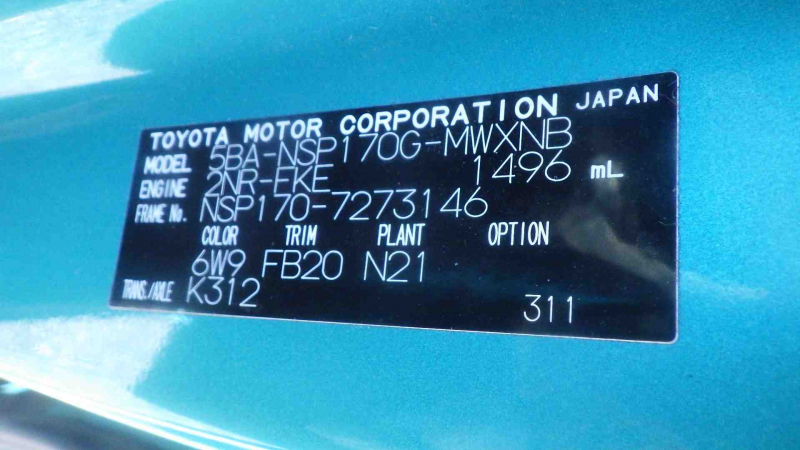 TOYOTA MOTOR CORPORATION JAPAN
MODEL 5BA-NSP170G-MWXNB
ENGINE 2NR-FKE 1496 mL
FRAME No. NSP170-7273146
COLOR TRIM PLANT OPTION
6W9 FB20 N21
TRANS./AXLE K312
311